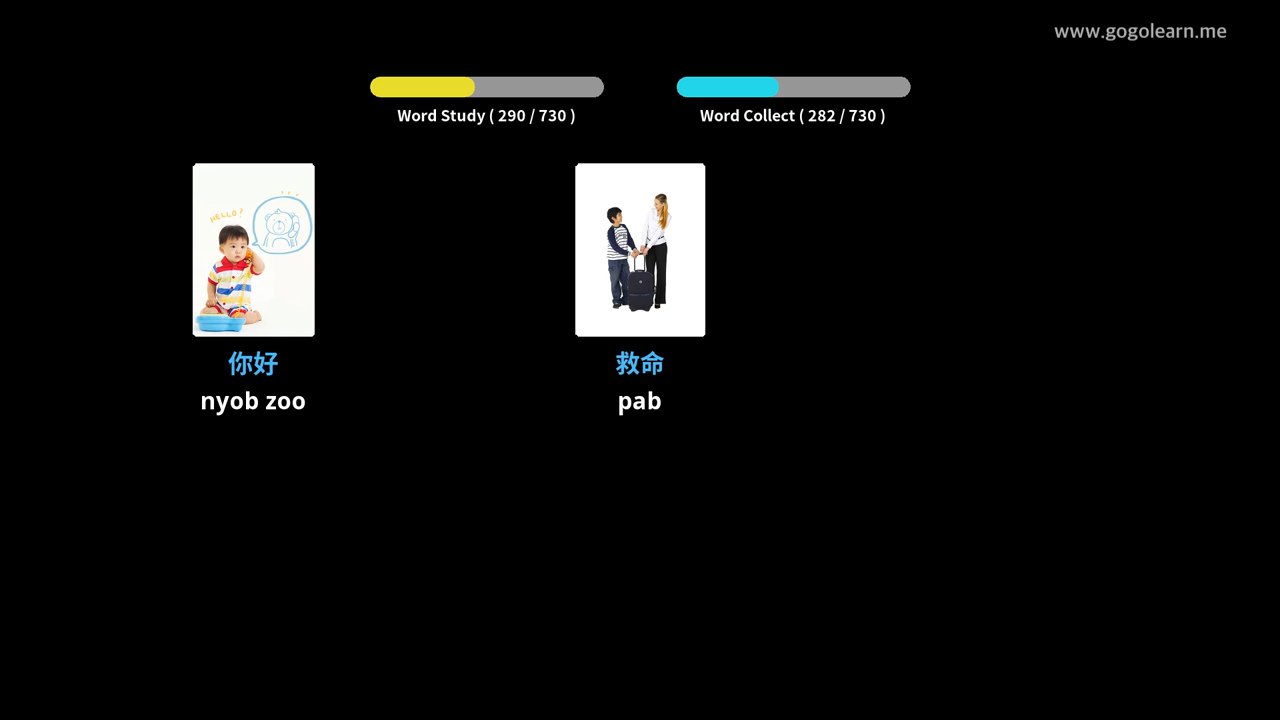 www.gogolearn.me
Word Study ( 290 / 730 )
Word Collect ( 282 / 730 )
HELLO?
你好
nyob zoo
救命
pab